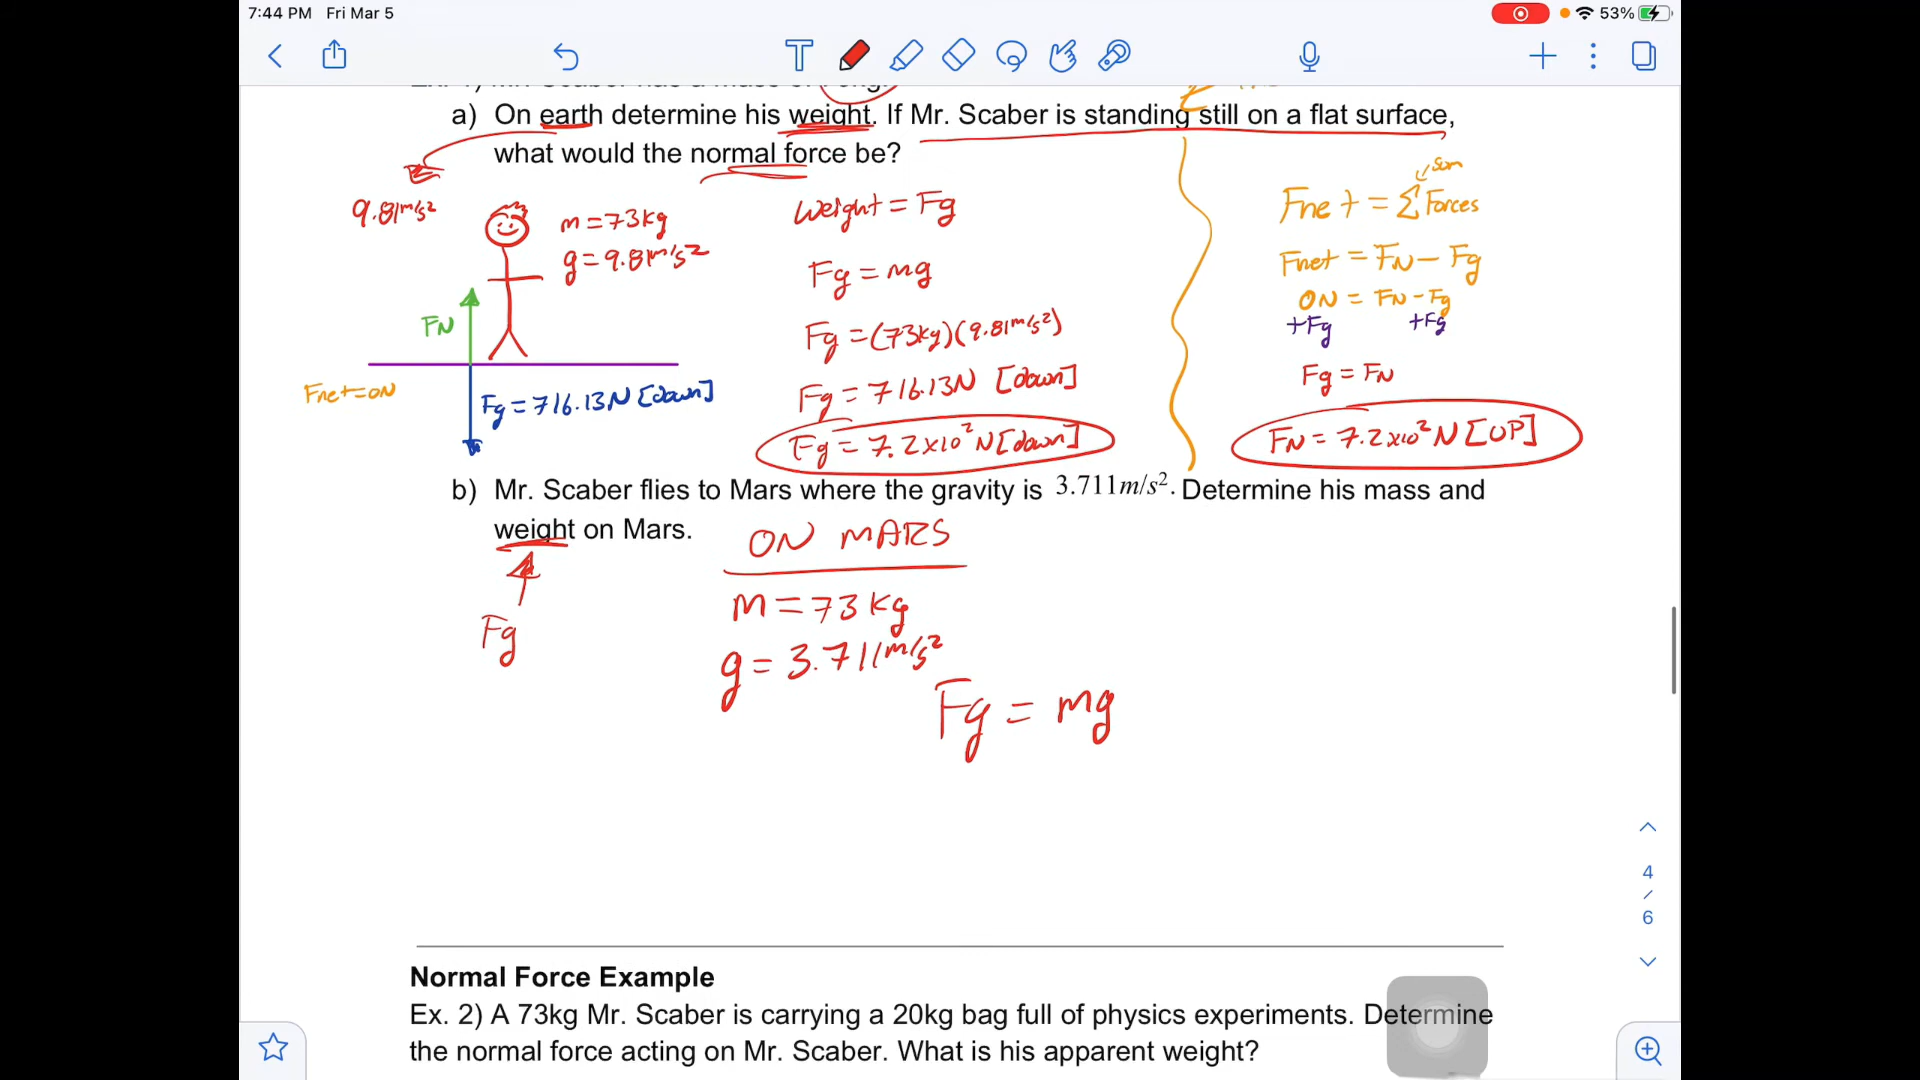 7:44 PM Fri Mar 5
53%
a) On earth determine his weight. If Mr. Scaber is standing still on a flat surface,
what would the normal force be?
9.81m/s²
m = 73kg
g = 9.81m/s²
FN
Fnet=0N
Fg = 716.13N [down]
Weight = Fg
Fg = mg
Fg = (73kg)(9.81m/s²)
Fg = 716.13N [down]
Fg = 7.2x10² N [down]
Sum
Fnet = Σ Forces
Fnet = FN - Fg
0N = FN - Fg
+Fg +Fg
Fg = FN
FN = 7.2x10² N [UP]
b) Mr. Scaber flies to Mars where the gravity is 3.711m/s². Determine his mass and
weight on Mars.
Fg
ON MARS
m = 73 kg
g = 3.711m/s²
Fg = mg
4
/
6
Normal Force Example
Ex. 2) A 73kg Mr. Scaber is carrying a 20kg bag full of physics experiments. Determine
the normal force acting on Mr. Scaber. What is his apparent weight?